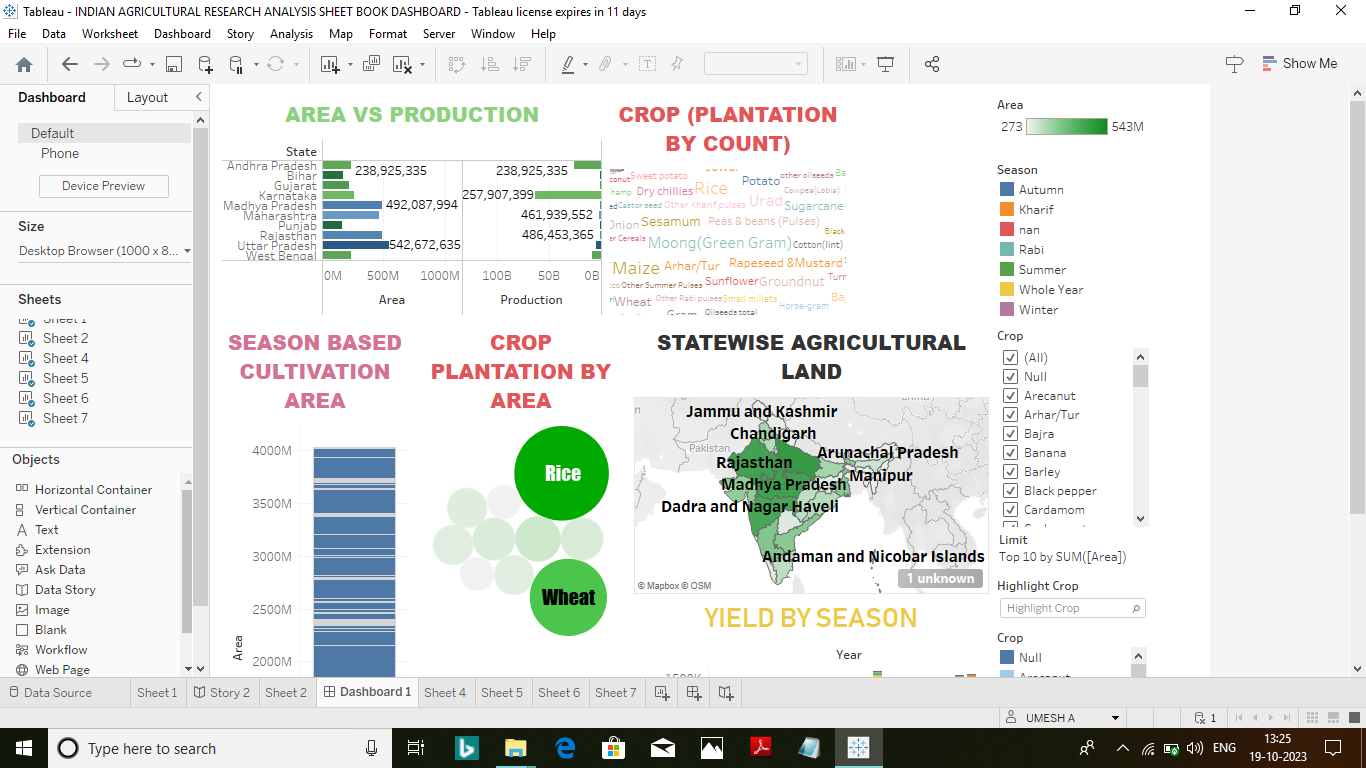 Tableau - INDIAN AGRICULTURAL RESEARCH ANALYSIS SHEET BOOK DASHBOARD - Tableau license expires in 11 days
File Data Worksheet Dashboard Story Analysis Map Format Server Window Help
Show Me
Dashboard Layout
Default
Phone
Device Preview
Size
Desktop Browser (1000 x 8...
Sheets
Sheet 1
Sheet 2
Sheet 4
Sheet 5
Sheet 6
Sheet 7
Objects
Horizontal Container
Vertical Container
Text
Extension
Ask Data
Data Story
Image
Blank
Workflow
Web Page
AREA VS PRODUCTION
State
Andhra Pradesh
Bihar 238,925,335 238,925,335
Gujarat
Karnataka 257,907,399
Madhya Pradesh 492,087,994
Maharashtra 461,939,552
Punjab
Rajasthan 486,453,365
Uttar Pradesh 542,672,635
West Bengal
0M 500M 1000M 100B 50B 0B
Area Production
CROP (PLANTATION
BY COUNT)
Sweet potato other oilseeds
Dry chillies Rice Potato Cowpea(Lobia)
Castor seed Other Kharif pulses Urad Sugarcane
Onion Sesamum Peas & beans (Pulses)
Black
Moong(Green Gram) Cotton(lint)
Maize Arhar/Tur Rapeseed &Mustard
Other Summer Pulses Sunflower Groundnut
Wheat Other Rabi pulses Small millets Horse-gram
Gram Oilseeds total
SEASON BASED
CULTIVATION
AREA
4000M
3500M
3000M
2500M
2000M
Area
CROP
PLANTATION BY
AREA
Rice
Wheat
STATEWISE AGRICULTURAL
LAND
Jammu and Kashmir
Chandigarh
Pakistan
Arunachal Pradesh
Rajasthan
Manipur
Madhya Pradesh
Dadra and Nagar Haveli
Andaman and Nicobar Islands
© Mapbox © OSM
1 unknown
YIELD BY SEASON
Year
1500K
Area
273 543M
Season
Autumn
Kharif
nan
Rabi
Summer
Whole Year
Winter
Crop
(All)
Null
Arecanut
Arhar/Tur
Bajra
Banana
Barley
Black pepper
Cardamom
Limit
Top 10 by SUM([Area])
Highlight Crop
Highlight Crop
Crop
Null
Arecanut
Data Source Sheet 1 Story 2 Sheet 2 Dashboard 1 Sheet 4 Sheet 5 Sheet 6 Sheet 7
UMESH A 1
Type here to search
ENG
13:25
19-10-2023